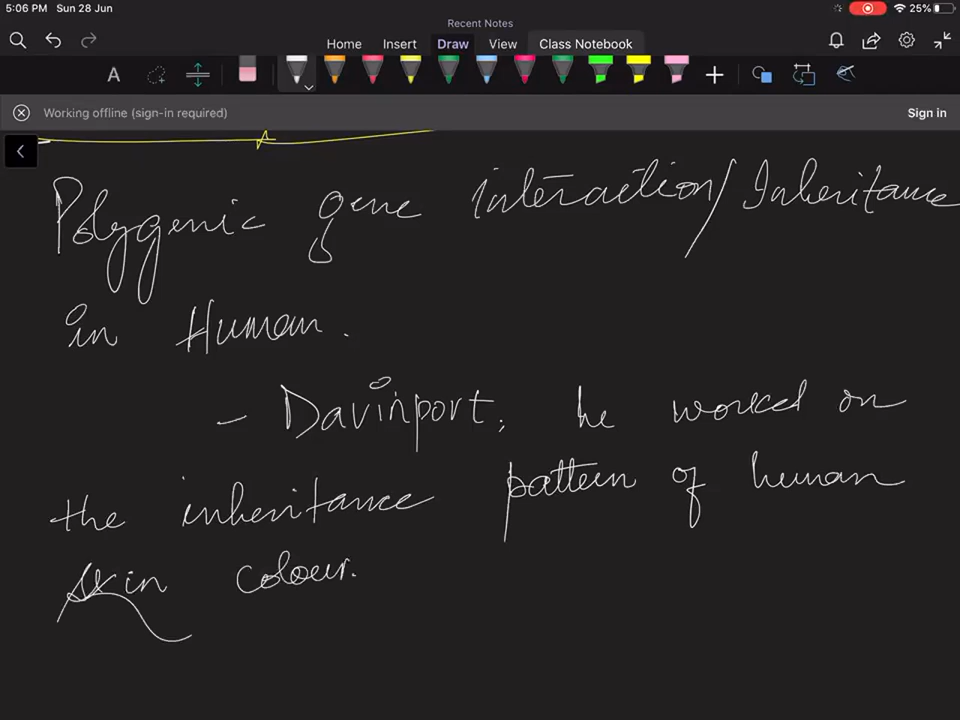 5:06 PM Sun 28 Jun 25%
Recent Notes
Home Insert Draw View Class Notebook
A
Working offline (sign-in required) Sign in
Polygenic gene interaction/Inheritance
in Human.
- Davinport, he worked on
the inheritance pattern of human
skin colour.